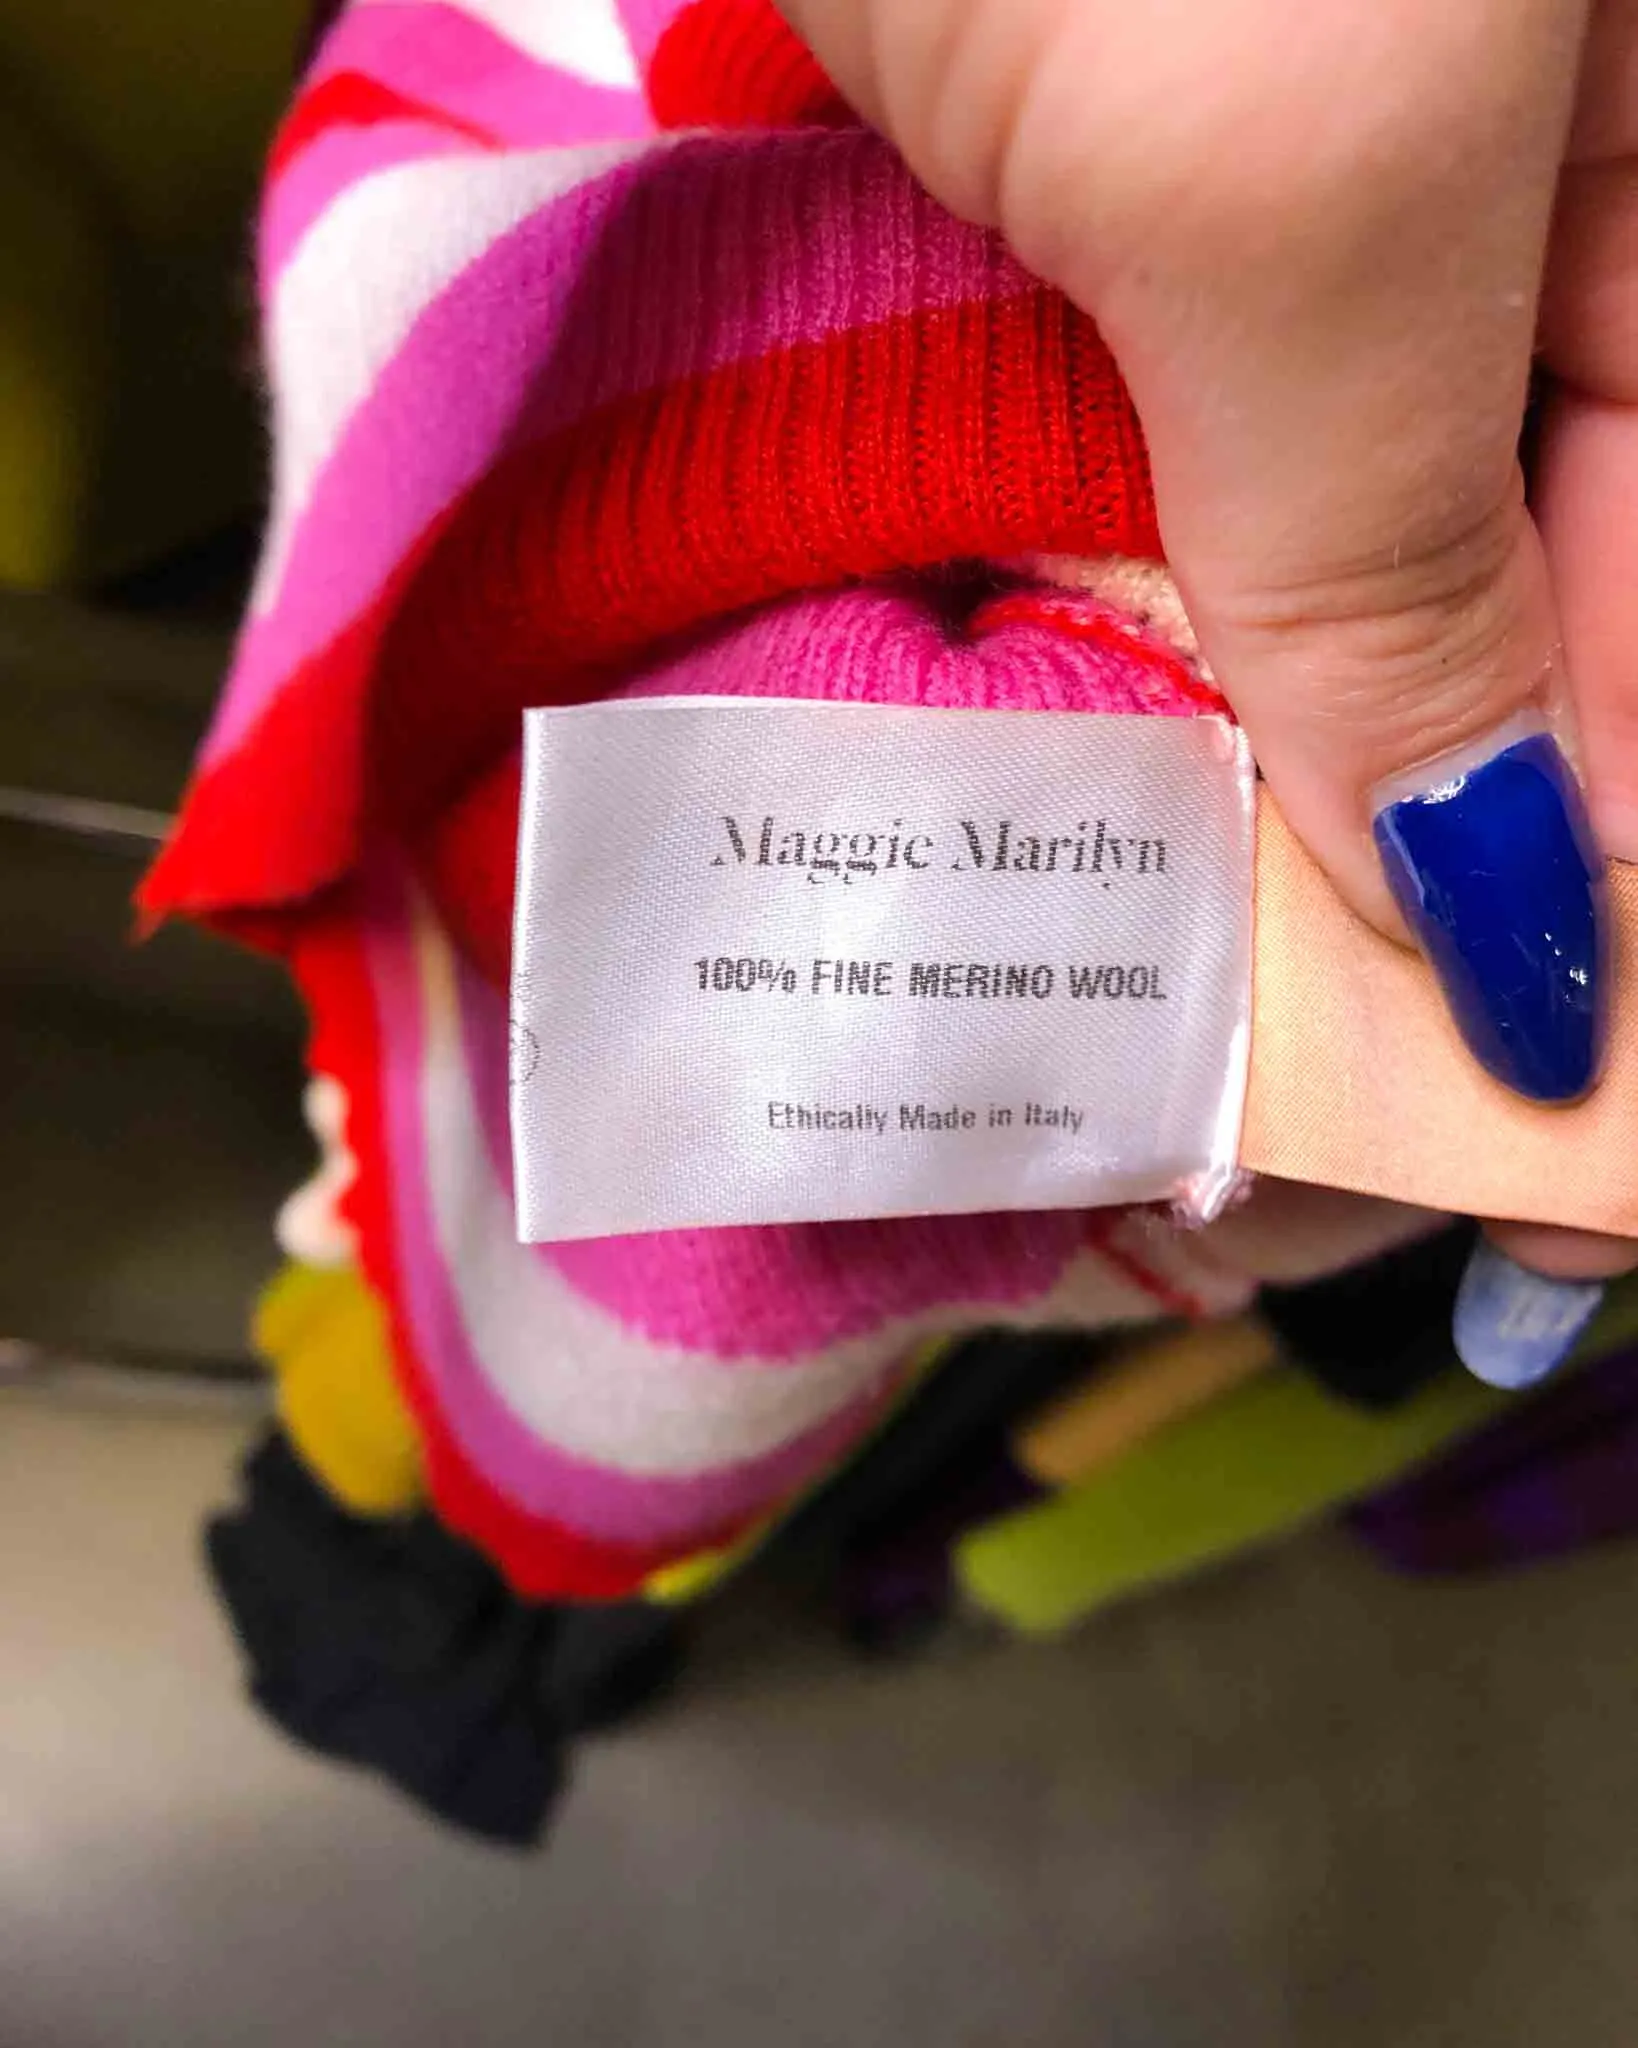 Maggie Marilyn
100% FINE MERINO WOOL
Ethically Made in Italy